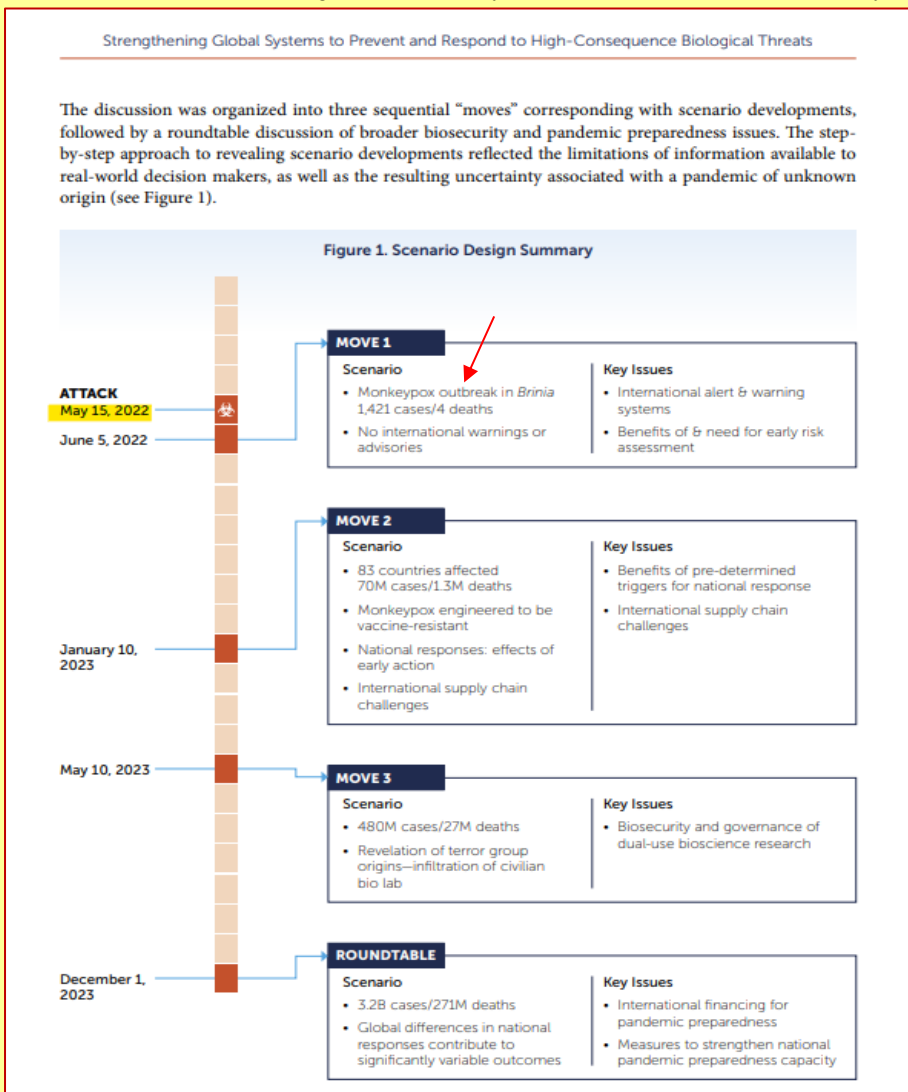 Strengthening Global Systems to Prevent and Respond to High-Consequence Biological Threats
The discussion was organized into three sequential “moves” corresponding with scenario developments,
followed by a roundtable discussion of broader biosecurity and pandemic preparedness issues. The step-
by-step approach to revealing scenario developments reflected the limitations of information available to
real-world decision makers, as well as the resulting uncertainty associated with a pandemic of unknown
origin (see Figure 1).
Figure 1. Scenario Design Summary
ATTACK
May 15, 2022
June 5, 2022
MOVE 1
Scenario
• Monkeypox outbreak in Brinia
1,421 cases/4 deaths
• No international warnings or
advisories
Key Issues
• International alert & warning
systems
• Benefits of & need for early risk
assessment
January 10,
2023
MOVE 2
Scenario
• 83 countries affected
70M cases/1.3M deaths
• Monkeypox engineered to be
vaccine-resistant
• National responses: effects of
early action
• International supply chain
challenges
Key Issues
• Benefits of pre-determined
triggers for national response
• International supply chain
challenges
May 10, 2023
MOVE 3
Scenario
• 480M cases/27M deaths
• Revelation of terror group
origins—infiltration of civilian
bio lab
Key Issues
• Biosecurity and governance of
dual-use bioscience research
December 1,
2023
ROUNDTABLE
Scenario
• 3.2B cases/271M deaths
• Global differences in national
responses contribute to
significantly variable outcomes
Key Issues
• International financing for
pandemic preparedness
• Measures to strengthen national
pandemic preparedness capacity